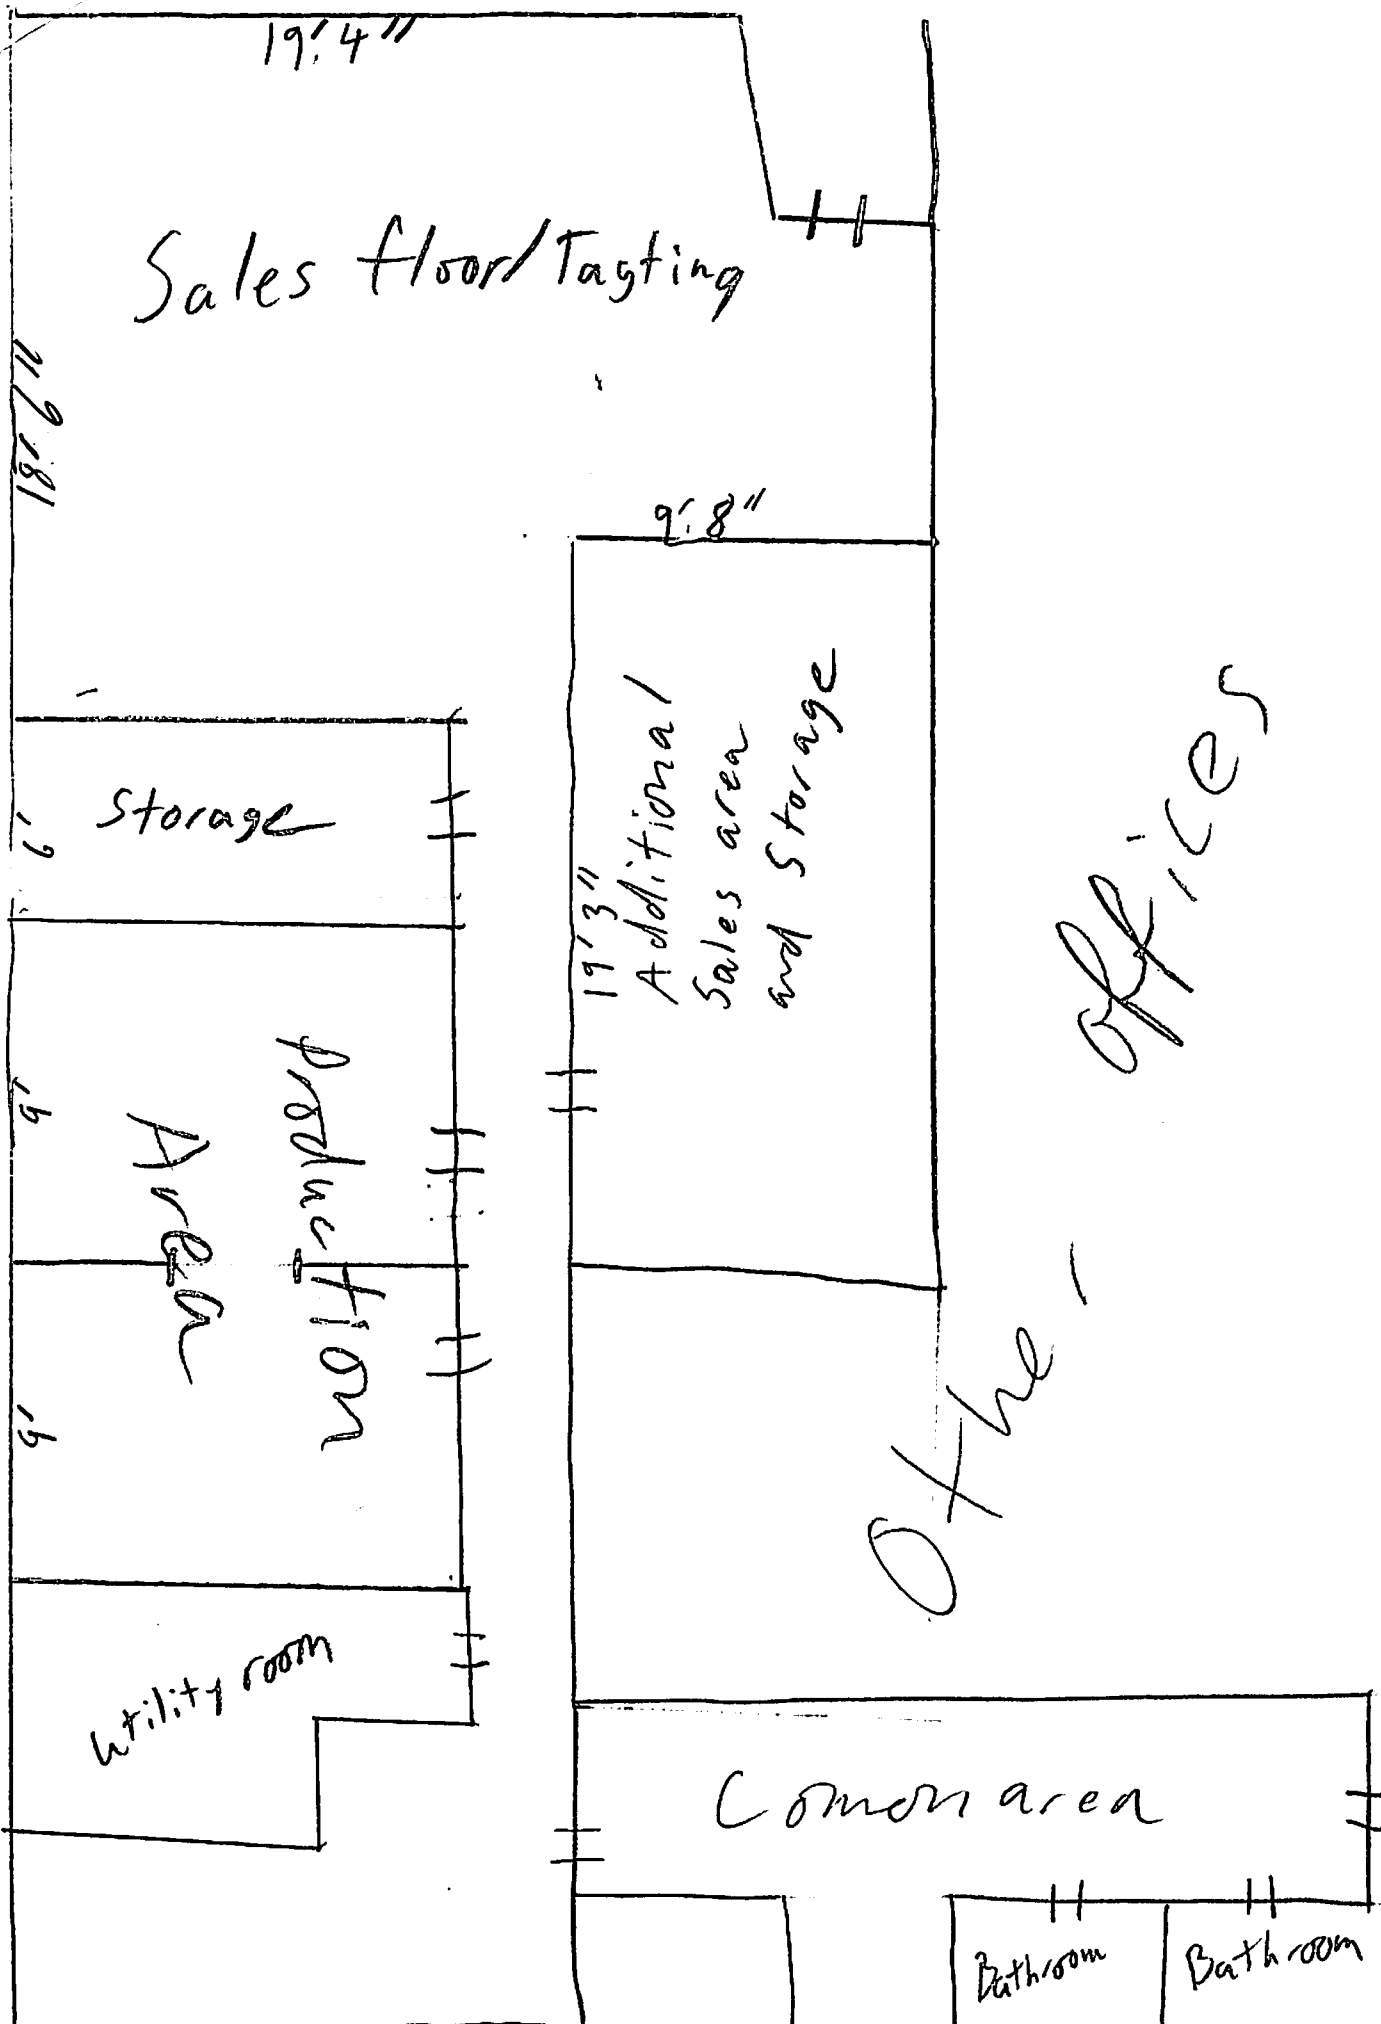 19'.4"
Sales floor/Tasting
18'.6"
9'.8"
Storage
6'
19'3"
Additional
Sales area
and Storage
Production
Area
9'
9'
Other offices
utility room
Comon area
Bathroom
Bathroom